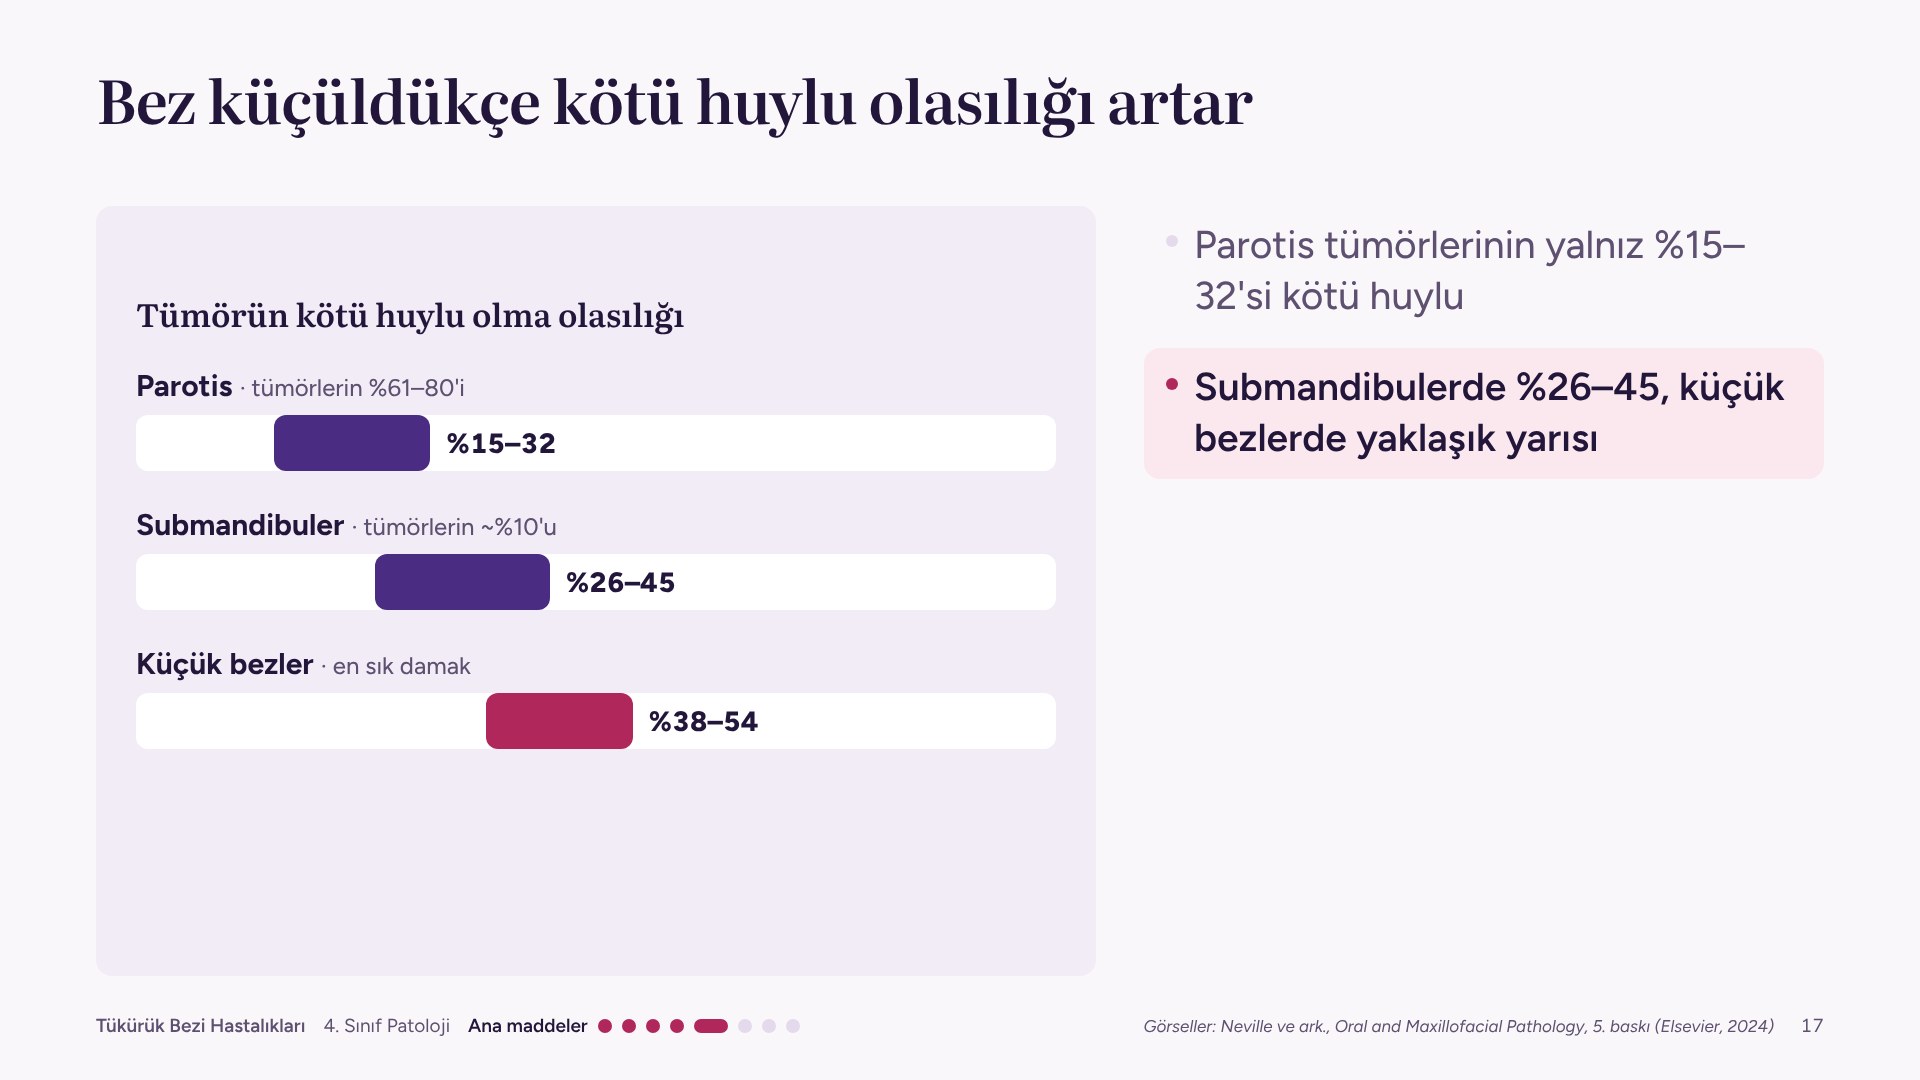 Bez küçüldükçe kötü huylu olasılığı artar
Tümörün kötü huylu olma olasılığı
Parotis · tümörlerin %61–80'i
%15–32
Submandibuler · tümörlerin ~%10'u
%26–45
Küçük bezler · en sık damak
%38–54
Parotis tümörlerinin yalnız %15–
32'si kötü huylu
Submandibulerde %26–45, küçük
bezlerde yaklaşık yarısı
Tükürük Bezi Hastalıkları 4. Sınıf Patoloji Ana maddeler
Görseller: Neville ve ark., Oral and Maxillofacial Pathology, 5. baskı (Elsevier, 2024) 17